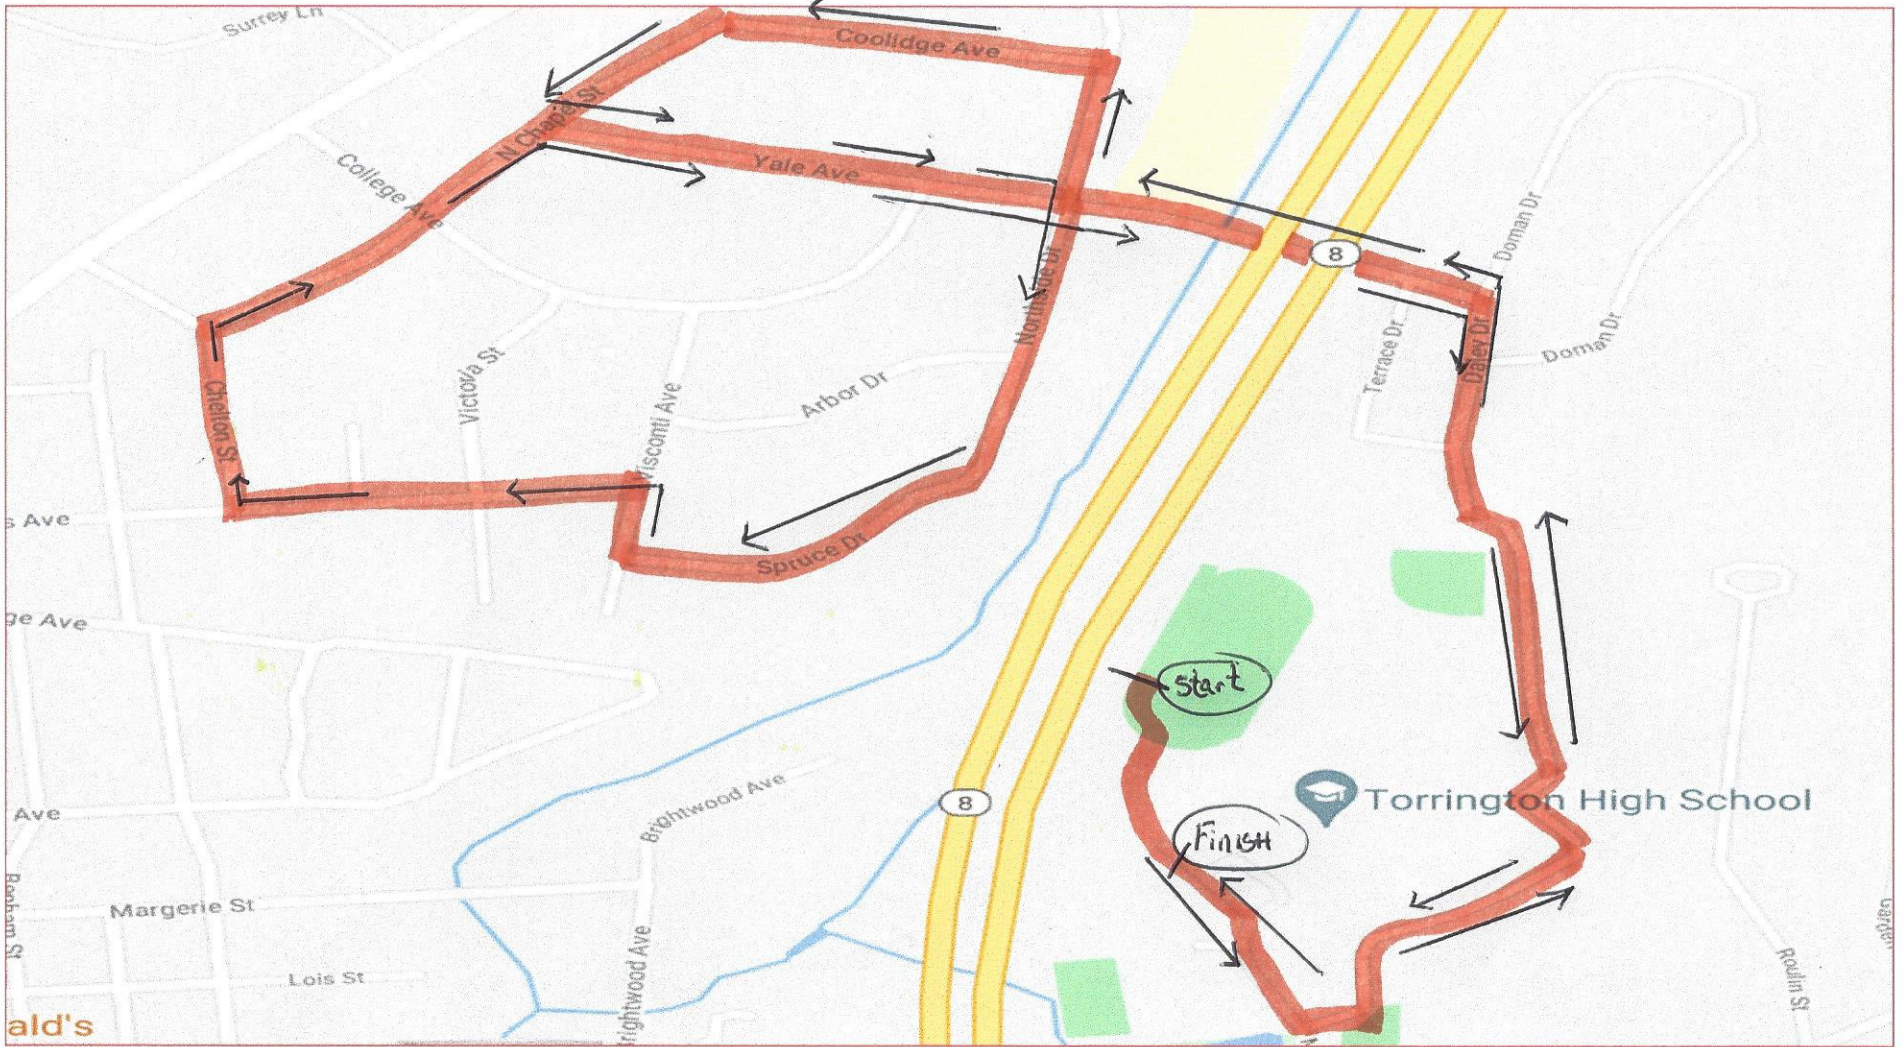 Surrey Ln
Coolidge Ave
N Chapel St
College Ave
Yale Ave
Doman Dr
8
Northside Dr
Terrace Dr
Daley Dr
Doman Dr
Victoria St
Visconti Ave
Arbor Dr
Chelton St
s Ave
Spruce Dr
ge Ave
Start
Torrington High School
8
Brightwood Ave
Ave
Finish
Margerie St
Lois St
rightwood Ave
Roulin St
ald's